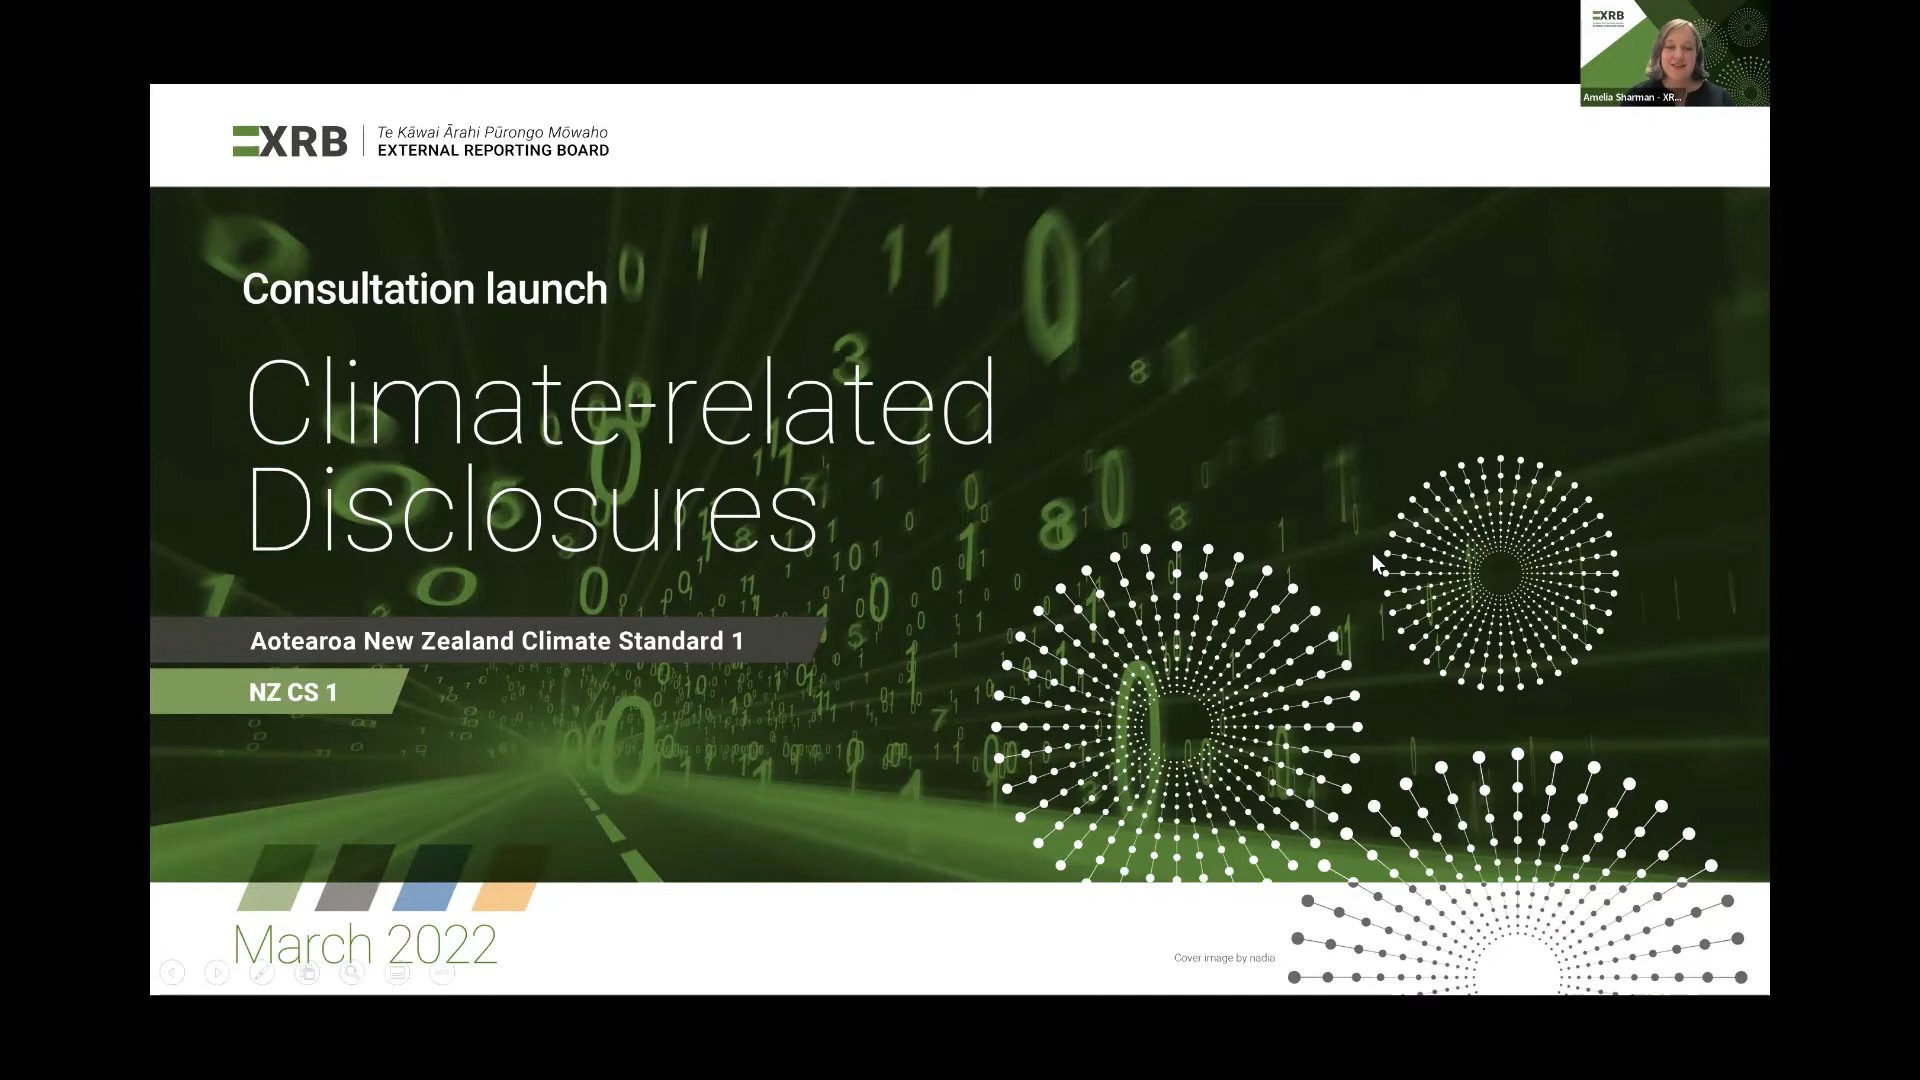 XRB
Te Kāwai Ārahi Pūrongo Mōwaho
EXTERNAL REPORTING BOARD
XRB
Amelia Sharman - XR...
Consultation launch
Climate-related
Disclosures
Aotearoa New Zealand Climate Standard 1
NZ CS 1
March 2022
Cover image by nadia